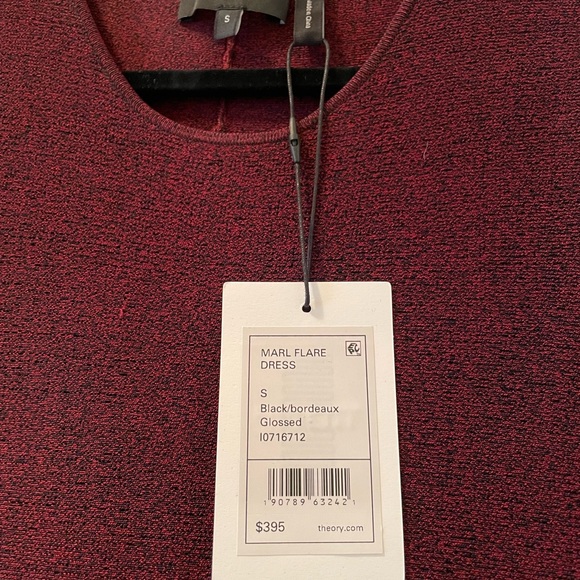 S
MARL FLARE
DRESS
S
Black/bordeaux
Glossed
I0716712
1 90789 63242 1
$395 theory.com